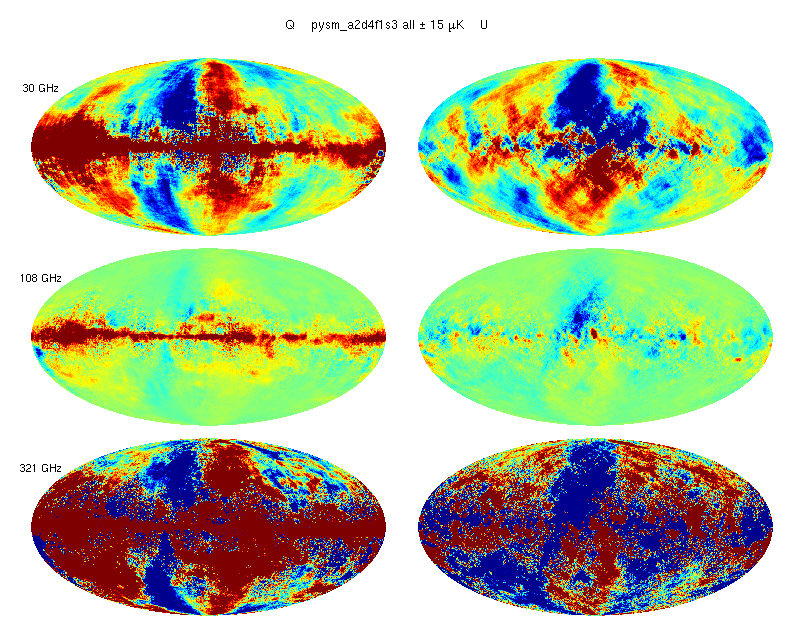 Q pysm_a2d4f1s3 all ± 15 µK U
30 GHz
108 GHz
321 GHz